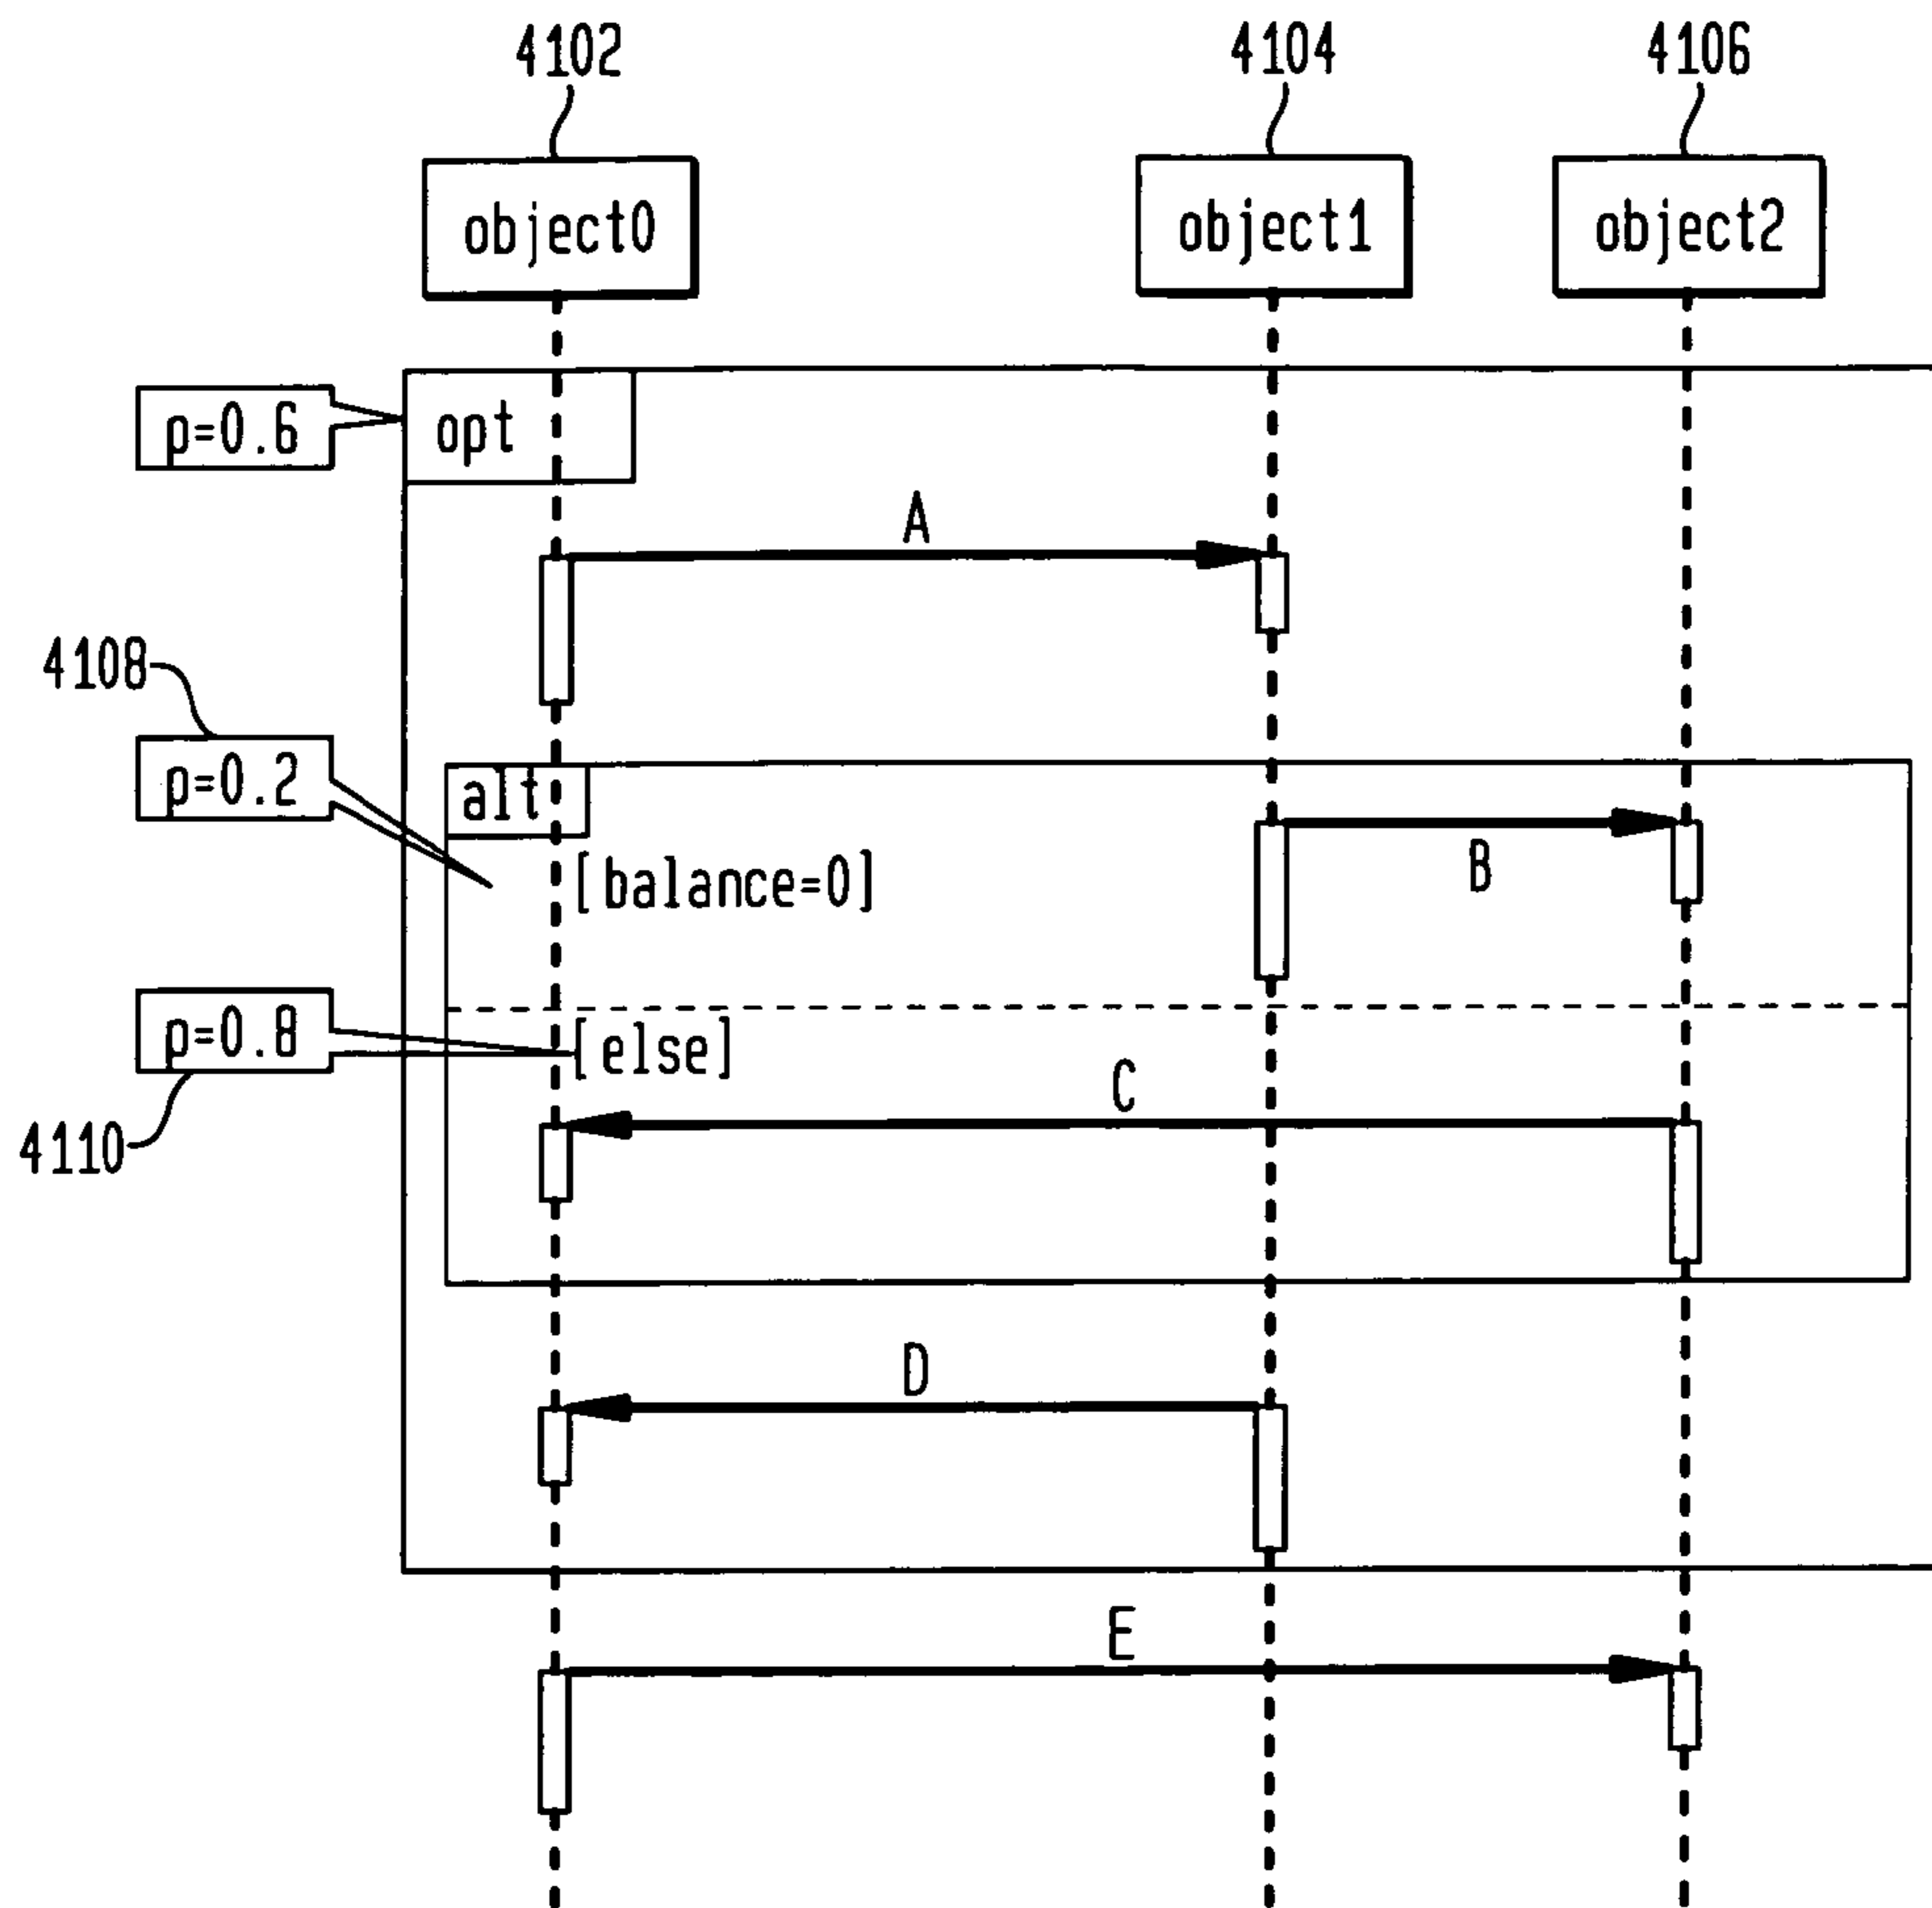 4102 4104 4106
object0 object1 object2
p=0.6 opt
A
4108
p=0.2 alt
[balance=0] B
p=0.8 [else]
C
4110
D
E